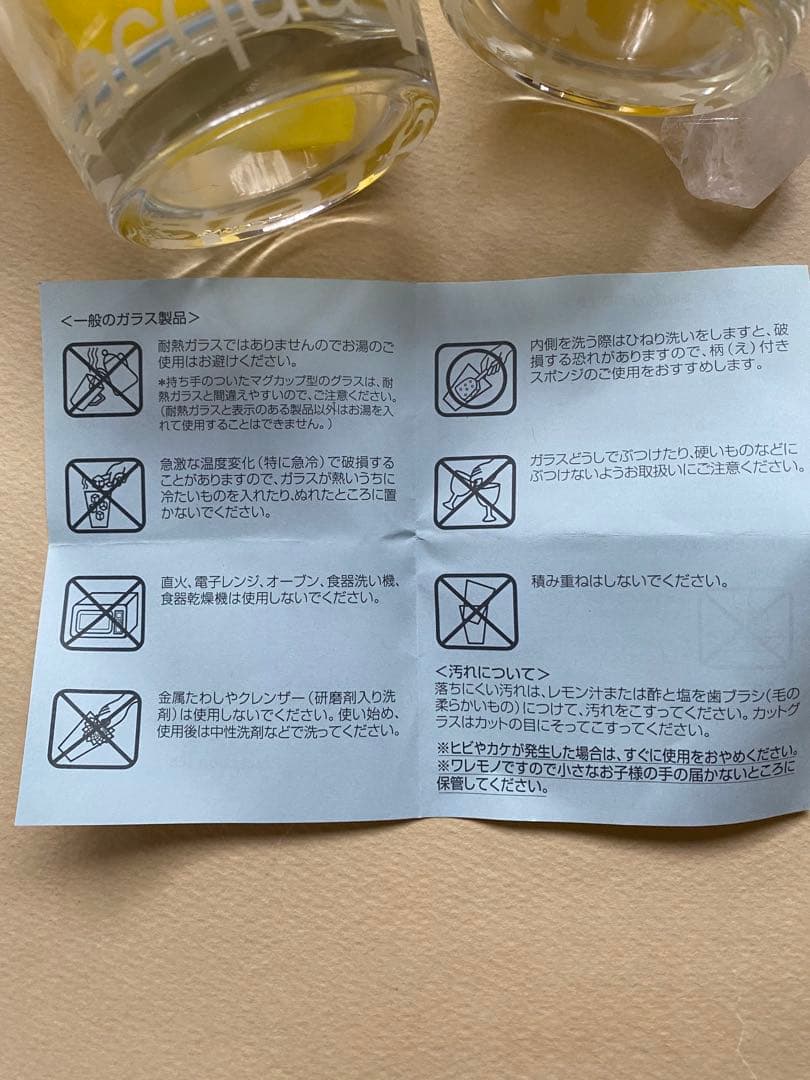 acqua
<一般のガラス製品>
耐熱ガラスではありませんのでお湯のご
使用はお避けください。
*持ち手のついたマグカップ型のグラスは、耐
熱ガラスと間違えやすいので、ご注意ください。
(耐熱ガラスと表示のある製品以外はお湯を入
れて使用することはできません。)
急激な温度変化(特に急冷)で破損する
ことがありますので、ガラスが熱いうちに
冷たいものを入れたり、ぬれたところに置
かないでください。
直火、電子レンジ、オーブン、食器洗い機、
食器乾燥機は使用しないでください。
金属たわしやクレンザー(研磨剤入り洗
剤)は使用しないでください。使い始め、
使用後は中性洗剤などで洗ってください。
内側を洗う際はひねり洗いをしますと、破
損する恐れがありますので、柄(え)付き
スポンジのご使用をおすすめします。
ガラスどうしでぶつけたり、硬いものなどに
ぶつけないようお取扱いにご注意ください。
積み重ねはしないでください。
<汚れについて>
落ちにくい汚れは、レモン汁または酢と塩を歯ブラシ(毛の
柔らかいもの)につけて、汚れをこすってください。カットグ
ラスはカットの目にそってこすってください。
※ヒビやカケが発生した場合は、すぐに使用をおやめください。
※ワレモノですので小さなお子様の手の届かないところに
保管してください。